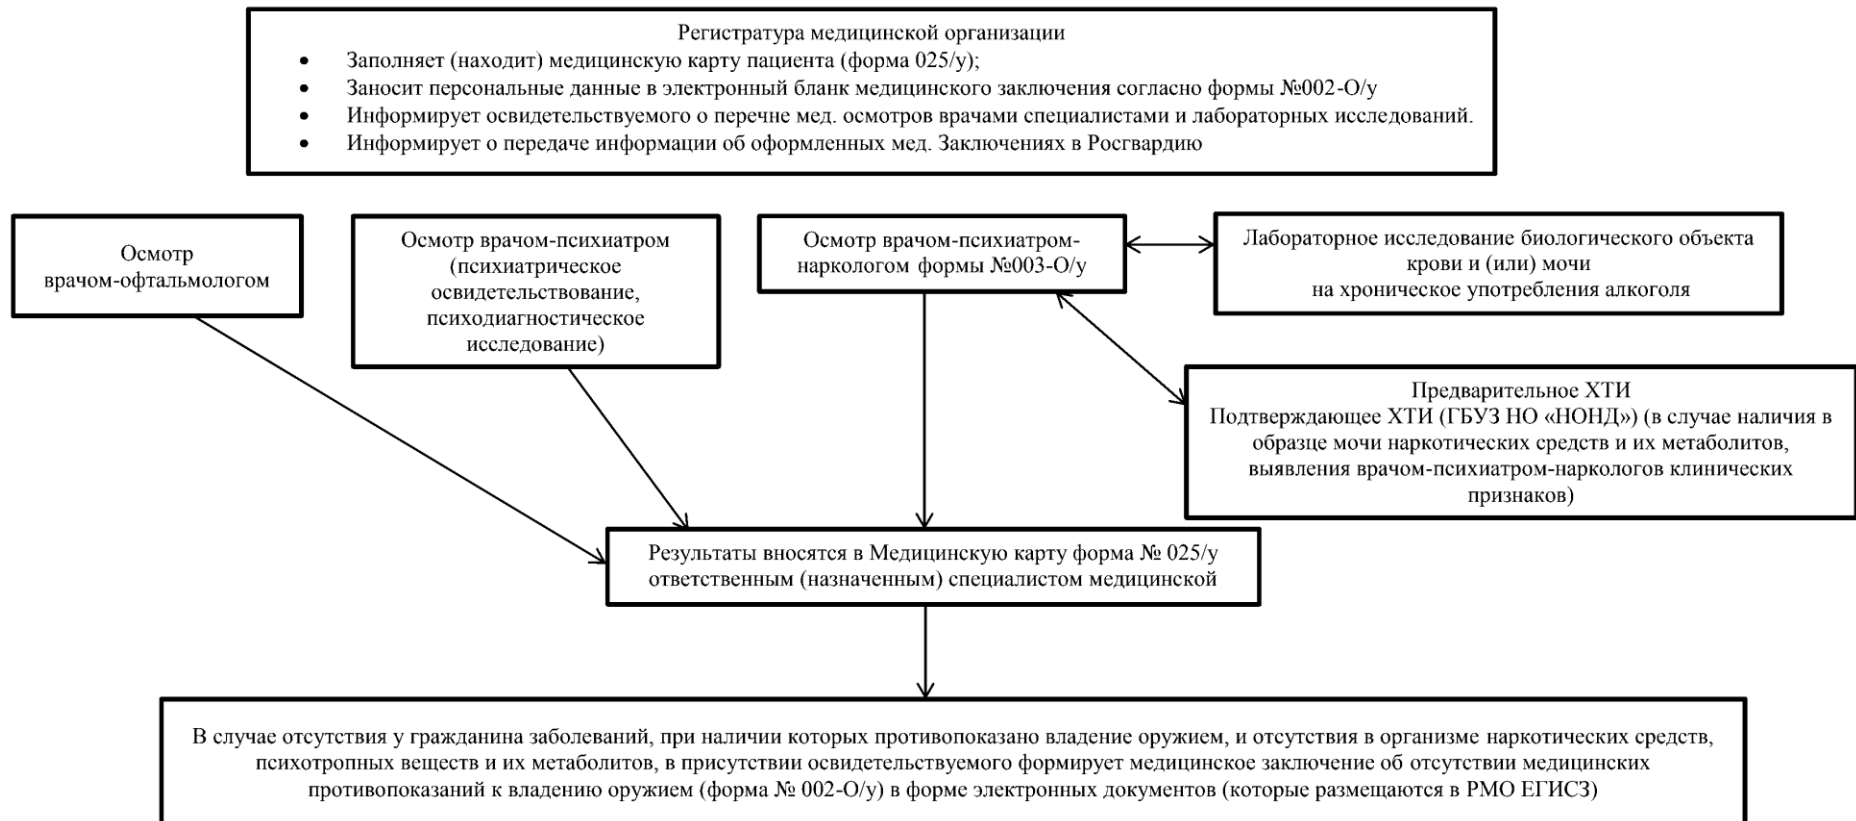 Регистратура медицинской организации
• Заполняет (находит) медицинскую карту пациента (форма 025/у);
• Заносит персональные данные в электронный бланк медицинского заключения согласно формы №002-О/у
• Информирует освидетельствуемого о перечне мед. осмотров врачами специалистами и лабораторных исследований.
• Информирует о передаче информации об оформленных мед. Заключениях в Росгвардию
Осмотр
врачом-офтальмологом
Осмотр врачом-психиатром
(психиатрическое
освидетельствование,
психодиагностическое
исследование)
Осмотр врачом-психиатром-
наркологом формы №003-О/у
Лабораторное исследование биологического объекта
крови и (или) мочи
на хроническое употребления алкоголя
Предварительное ХТИ
Подтверждающее ХТИ (ГБУЗ НО «НОНД») (в случае наличия в
образце мочи наркотических средств и их метаболитов,
выявления врачом-психиатром-наркологов клинических
признаков)
Результаты вносятся в Медицинскую карту форма № 025/у
ответственным (назначенным) специалистом медицинской
В случае отсутствия у гражданина заболеваний, при наличии которых противопоказано владение оружием, и отсутствия в организме наркотических средств,
психотропных веществ и их метаболитов, в присутствии освидетельствуемого формирует медицинское заключение об отсутствии медицинских
противопоказаний к владению оружием (форма № 002-О/у) в форме электронных документов (которые размещаются в РМО ЕГИСЗ)